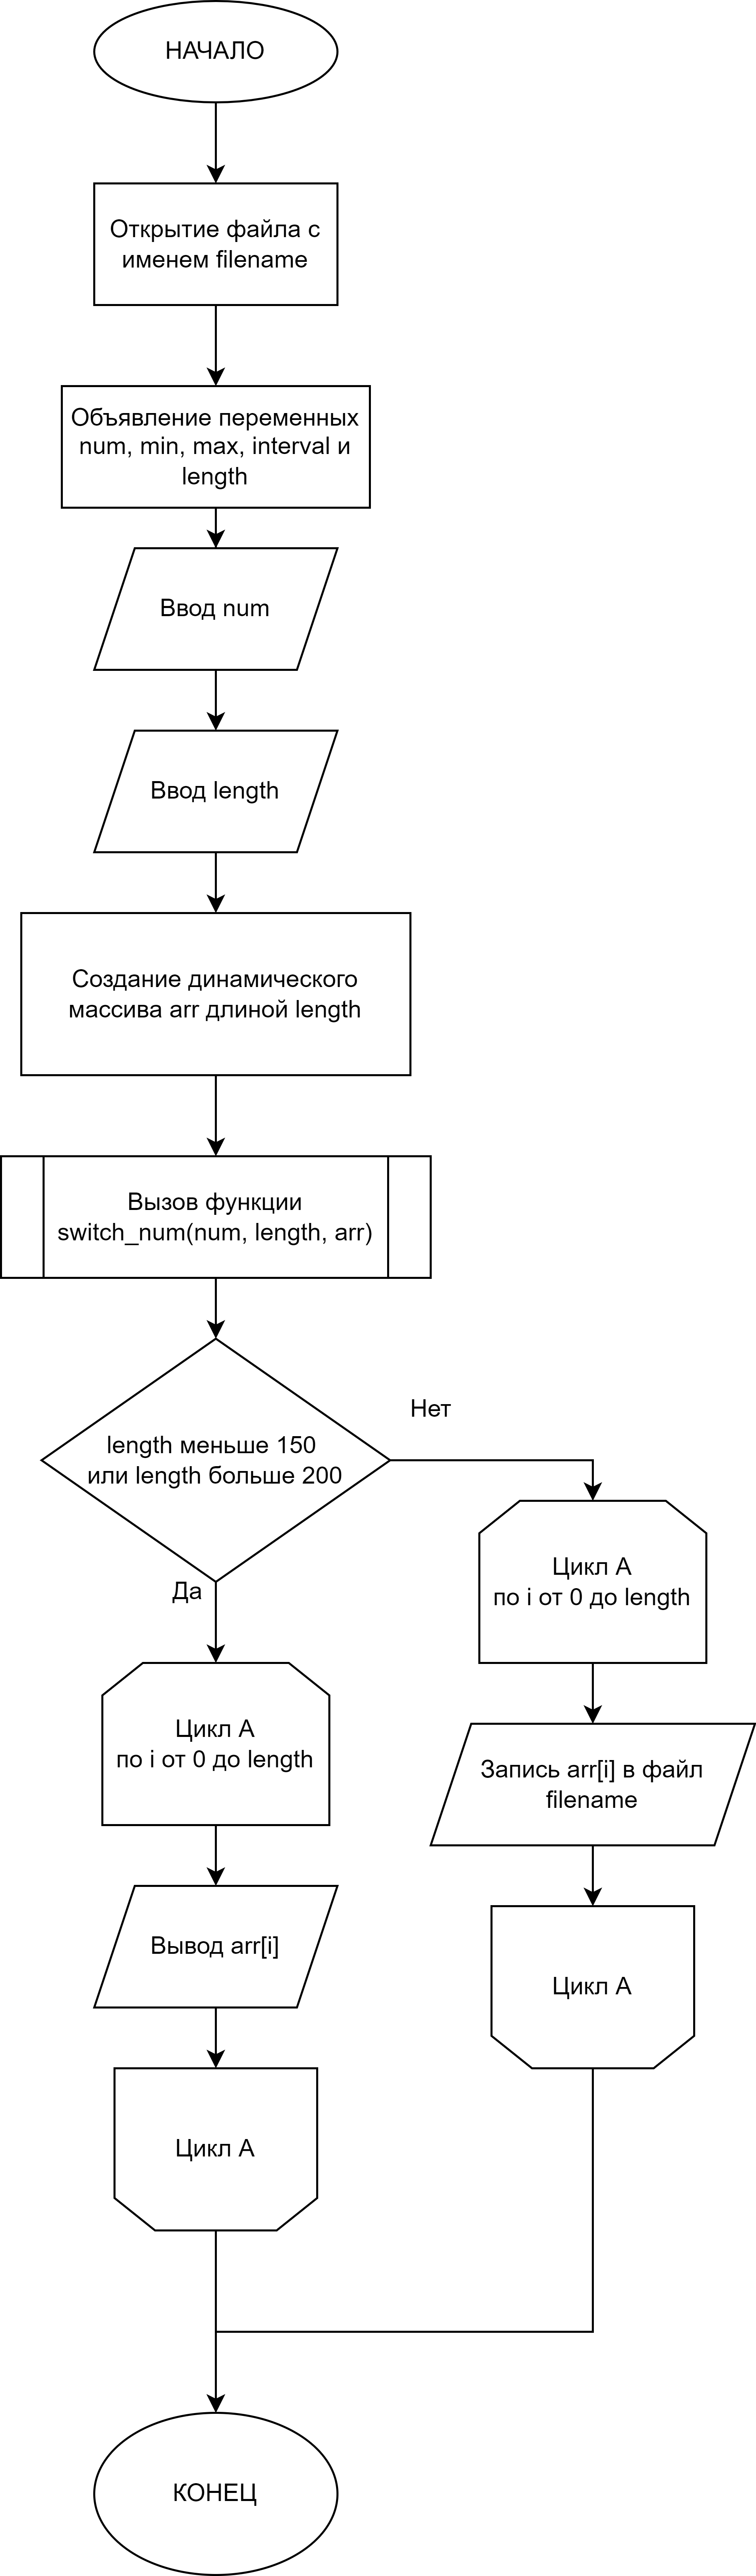 НАЧАЛО
Открытие файла с
именем filename
Объявление переменных
num, min, max, interval и
length
Ввод num
Ввод length
Создание динамического
массива arr длиной length
Вызов функции
switch_num(num, length, arr)
length меньше 150
или length больше 200
Нет
Да
Цикл А
по i от 0 до length
Запись arr[i] в файл
filename
Цикл А
Цикл А
по i от 0 до length
Вывод arr[i]
Цикл А
КОНЕЦ